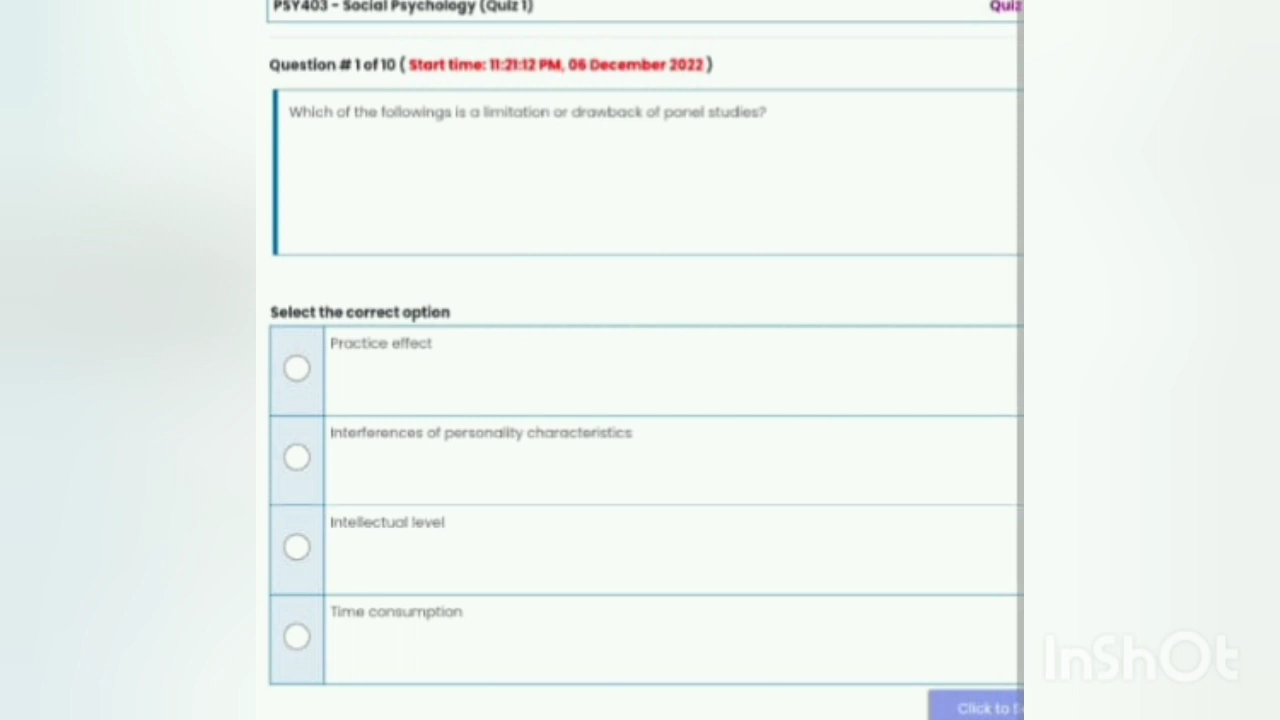 PSY403 - Social Psychology (Quiz 1)
Quiz
Question # 1 of 10 ( Start time: 11:21:12 PM, 06 December 2022 )
Which of the followings is a limitation or drawback of panel studies?
Select the correct option
Practice effect
Interferences of personality characteristics
Intellectual level
Time consumption
Click to
InShOt